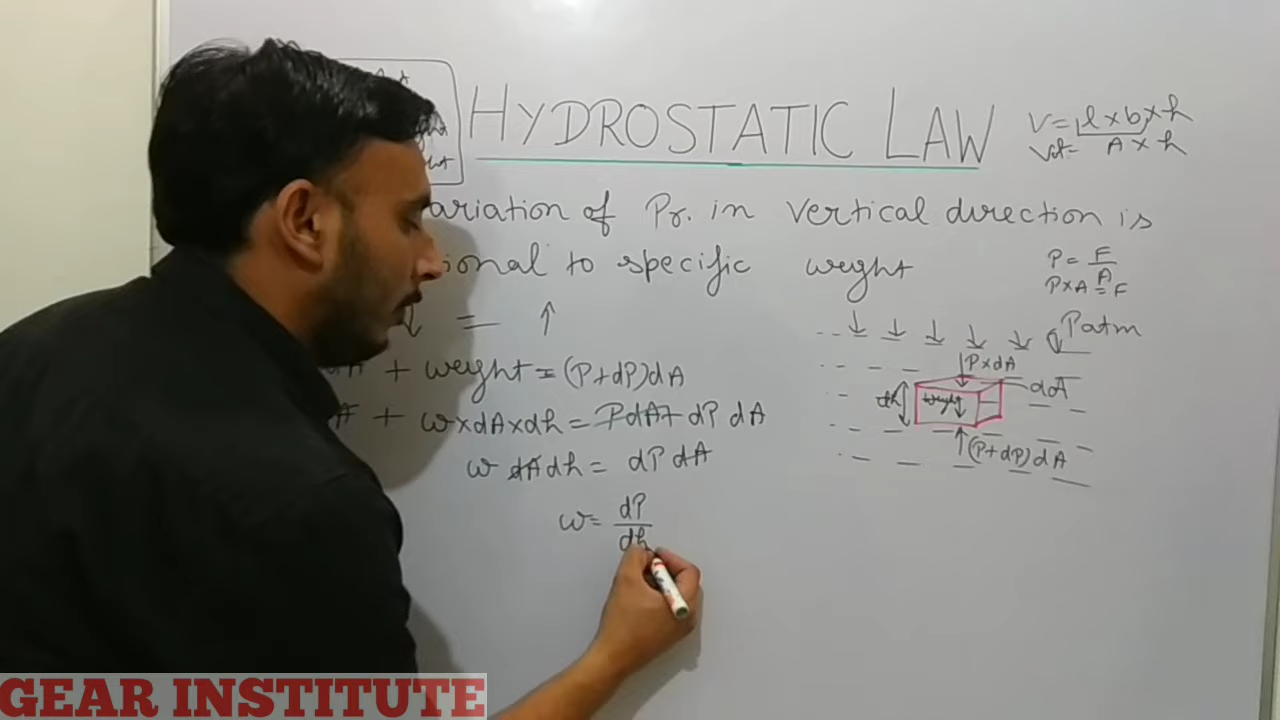 HYDROSTATIC LAW
V= l×b×h
Vol= A×h
ariation of Pr. in vertical direction is
ional to specific weight
P = F/A
P×A = F
↓ = ↑
Patm
dA + weight = (P+dP)dA
P×dA
dA
dh
weight
A + w×dA×dh = PdA + dP dA
(P+dP)dA
w dA dh = dP dA
w = dP/dh
GEAR INSTITUTE